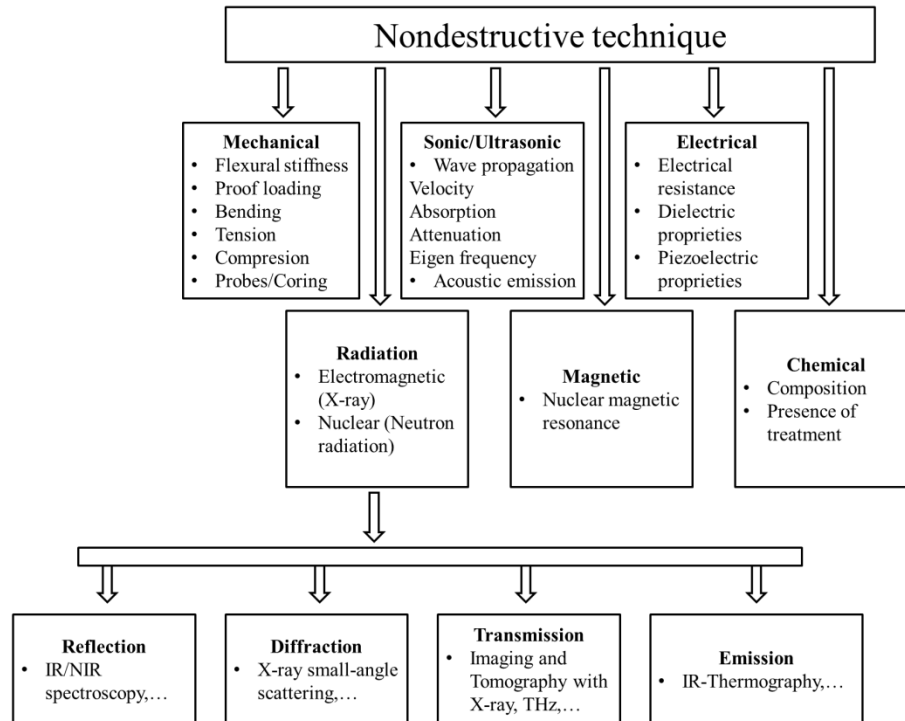 Nondestructive technique
Mechanical
• Flexural stiffness
• Proof loading
• Bending
• Tension
• Compresion
• Probes/Coring
Sonic/Ultrasonic
• Wave propagation
Velocity
Absorption
Attenuation
Eigen frequency
• Acoustic emission
Electrical
• Electrical
resistance
• Dielectric
proprieties
• Piezoelectric
proprieties
Radiation
• Electromagnetic
(X-ray)
• Nuclear (Neutron
radiation)
Magnetic
• Nuclear magnetic
resonance
Chemical
• Composition
• Presence of
treatment
Reflection
• IR/NIR
spectroscopy,…
Diffraction
• X-ray small-angle
scattering,…
Transmission
• Imaging and
Tomography with
X-ray, THz,…
Emission
• IR-Thermography,…